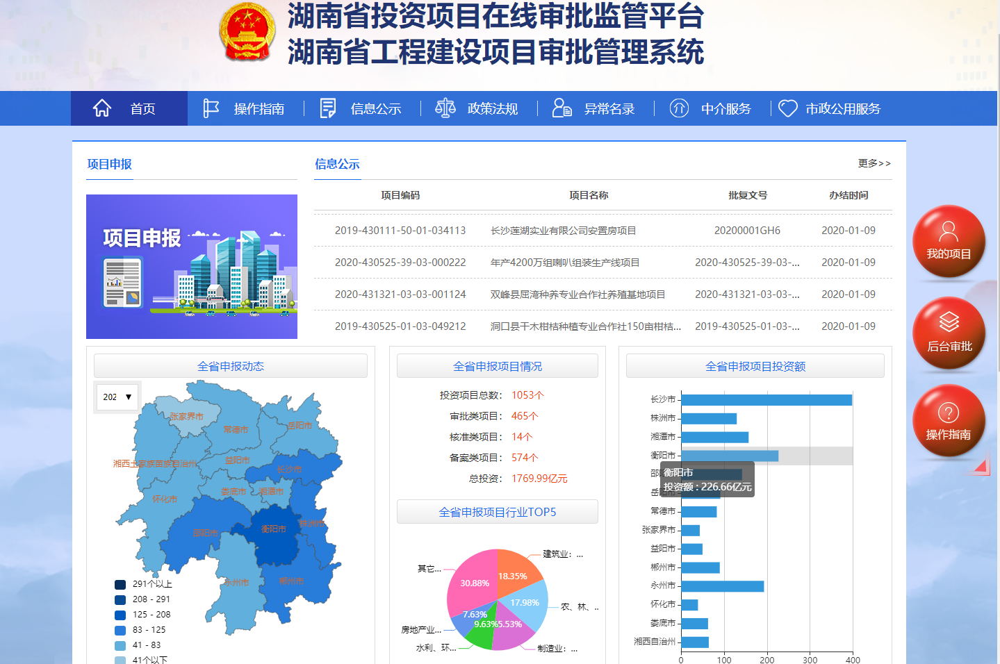 湖南省投资项目在线审批监管平台
湖南省工程建设项目审批管理系统
首页
操作指南
信息公示
政策法规
异常名录
中介服务
市政公用服务
项目申报
信息公示
更多>>
项目申报
项目编码 项目名称 批复文号 办结时间
2019-430111-50-01-034113 长沙莲湖实业有限公司安置房项目 20200001GH6 2020-01-09
2020-430525-39-03-000222 年产4200万组喇叭组装生产线项目 2020-430525-39-03-... 2020-01-09
2020-431321-03-03-001124 双峰县屈湾种养专业合作社养殖基地项目 2020-431321-03-03-... 2020-01-09
2019-430525-01-03-049212 洞口县干木柑桔种植专业合作社150亩柑桔... 2019-430525-01-03-... 2020-01-09
我的项目
后台审批
操作指南
全省申报动态
202
张家界市
常德市
岳阳市
湘西土家族苗族自治州
益阳市
长沙市
怀化市
娄底市
湘潭市
邵阳市
衡阳市
株洲市
永州市
郴州市
291个以上
208 - 291
125 - 208
83 - 125
41 - 83
41个以下
全省申报项目情况
投资项目总数： 1053个
审批类项目： 465个
核准类项目： 14个
备案类项目： 574个
总投资： 1769.99亿元
全省申报项目行业TOP5
建筑业：...
其它...
18.35%
30.88%
17.98%
农、林、..
7.63%
9.63%
5.53%
房地产业...
水利、环...
制造业：...
全省申报项目投资额
长沙市
株洲市
湘潭市
衡阳市
衡阳市
投资额 : 226.66亿元
常德市
张家界市
益阳市
郴州市
永州市
怀化市
娄底市
湘西自治州
0 100 200 300 400